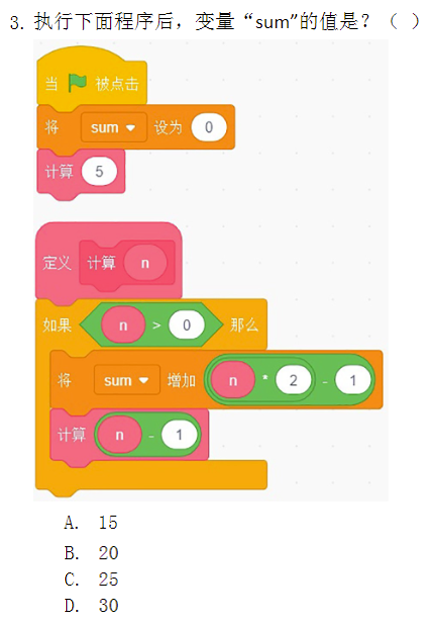 3. 执行下面程序后，变量“sum”的值是？（ ）
当 被点击
将 sum 设为 0
计算 5
定义 计算 n
如果 n > 0 那么
将 sum 增加 n * 2 - 1
计算 n - 1
A. 15
B. 20
C. 25
D. 30